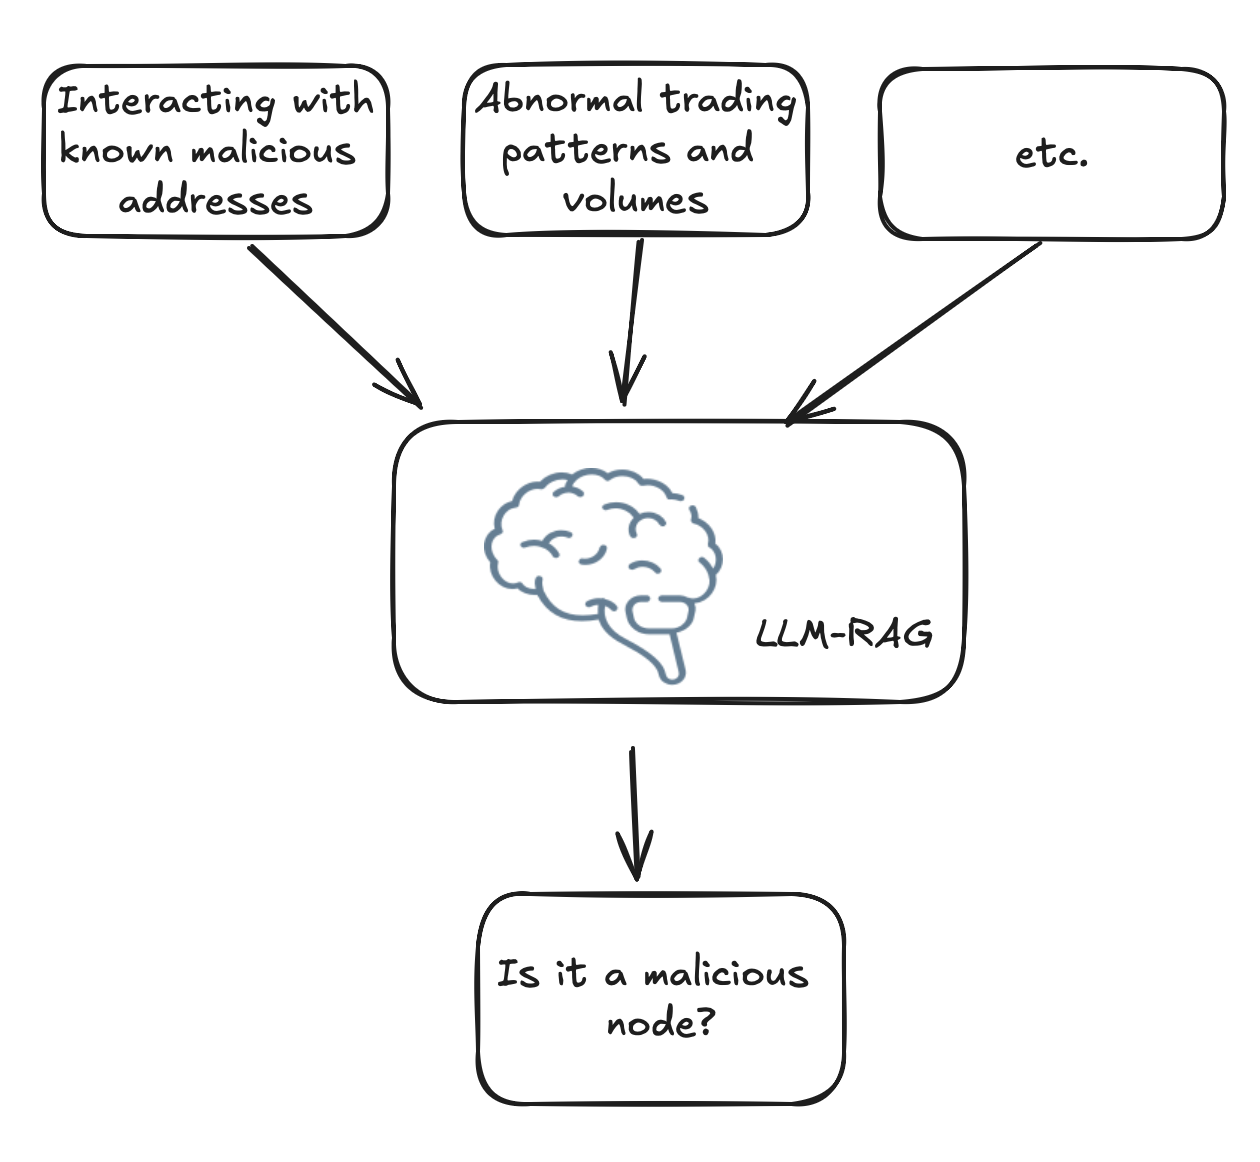 Interacting with
known malicious
addresses
Abnormal trading
patterns and
volumes
etc.
LLM-RAG
Is it a malicious
node?